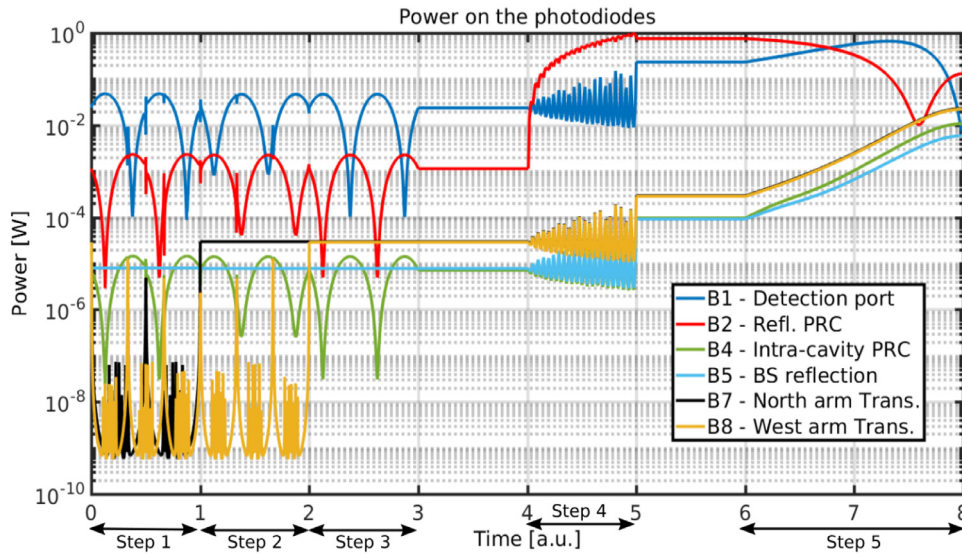 Power on the photodiodes
Power [W]
10^0
10^-2
10^-4
10^-6
10^-8
10^-10
B1 - Detection port
B2 - Refl. PRC
B4 - Intra-cavity PRC
B5 - BS reflection
B7 - North arm Trans.
B8 - West arm Trans.
0 1 2 3 4 5 6 7 8
Step 1 Step 2 Step 3 Time [a.u.] Step 4 Step 5